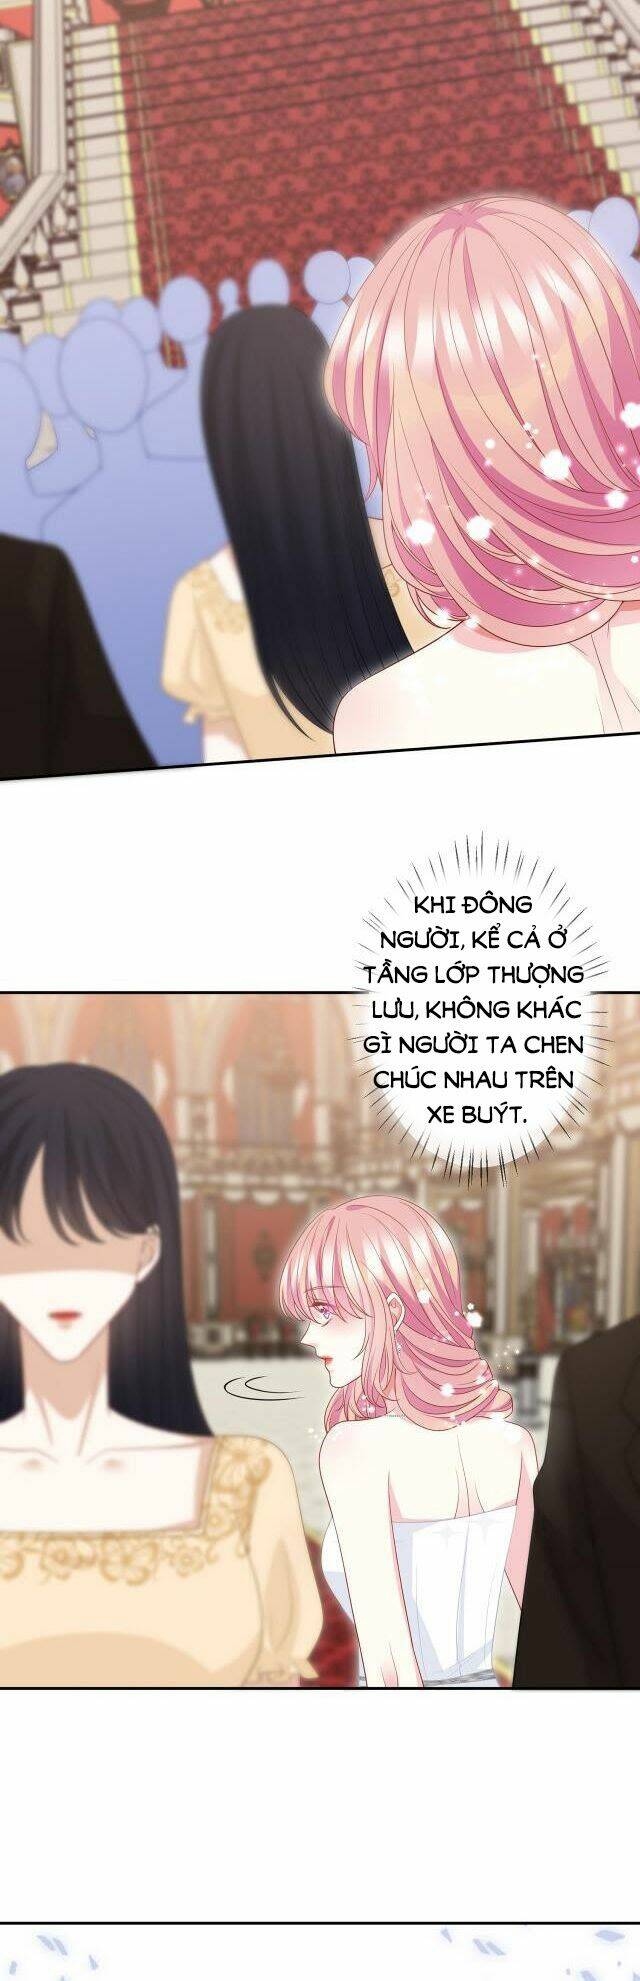 KHI ĐÔNG
NGƯỜI, KỂ CẢ Ở
TẦNG LỚP THƯỢNG
LƯU, KHÔNG KHÁC
GÌ NGƯỜI TA CHEN
CHÚC NHAU TRÊN
XE BUÝT.